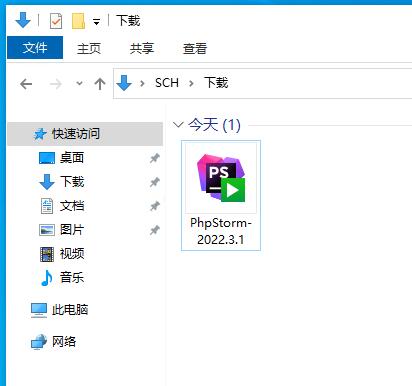 下载
文件
主页
共享
查看
SCH
下载
快速访问
今天 (1)
桌面
下载
文档
图片
视频
音乐
此电脑
网络
PS
PhpStorm-
2022.3.1